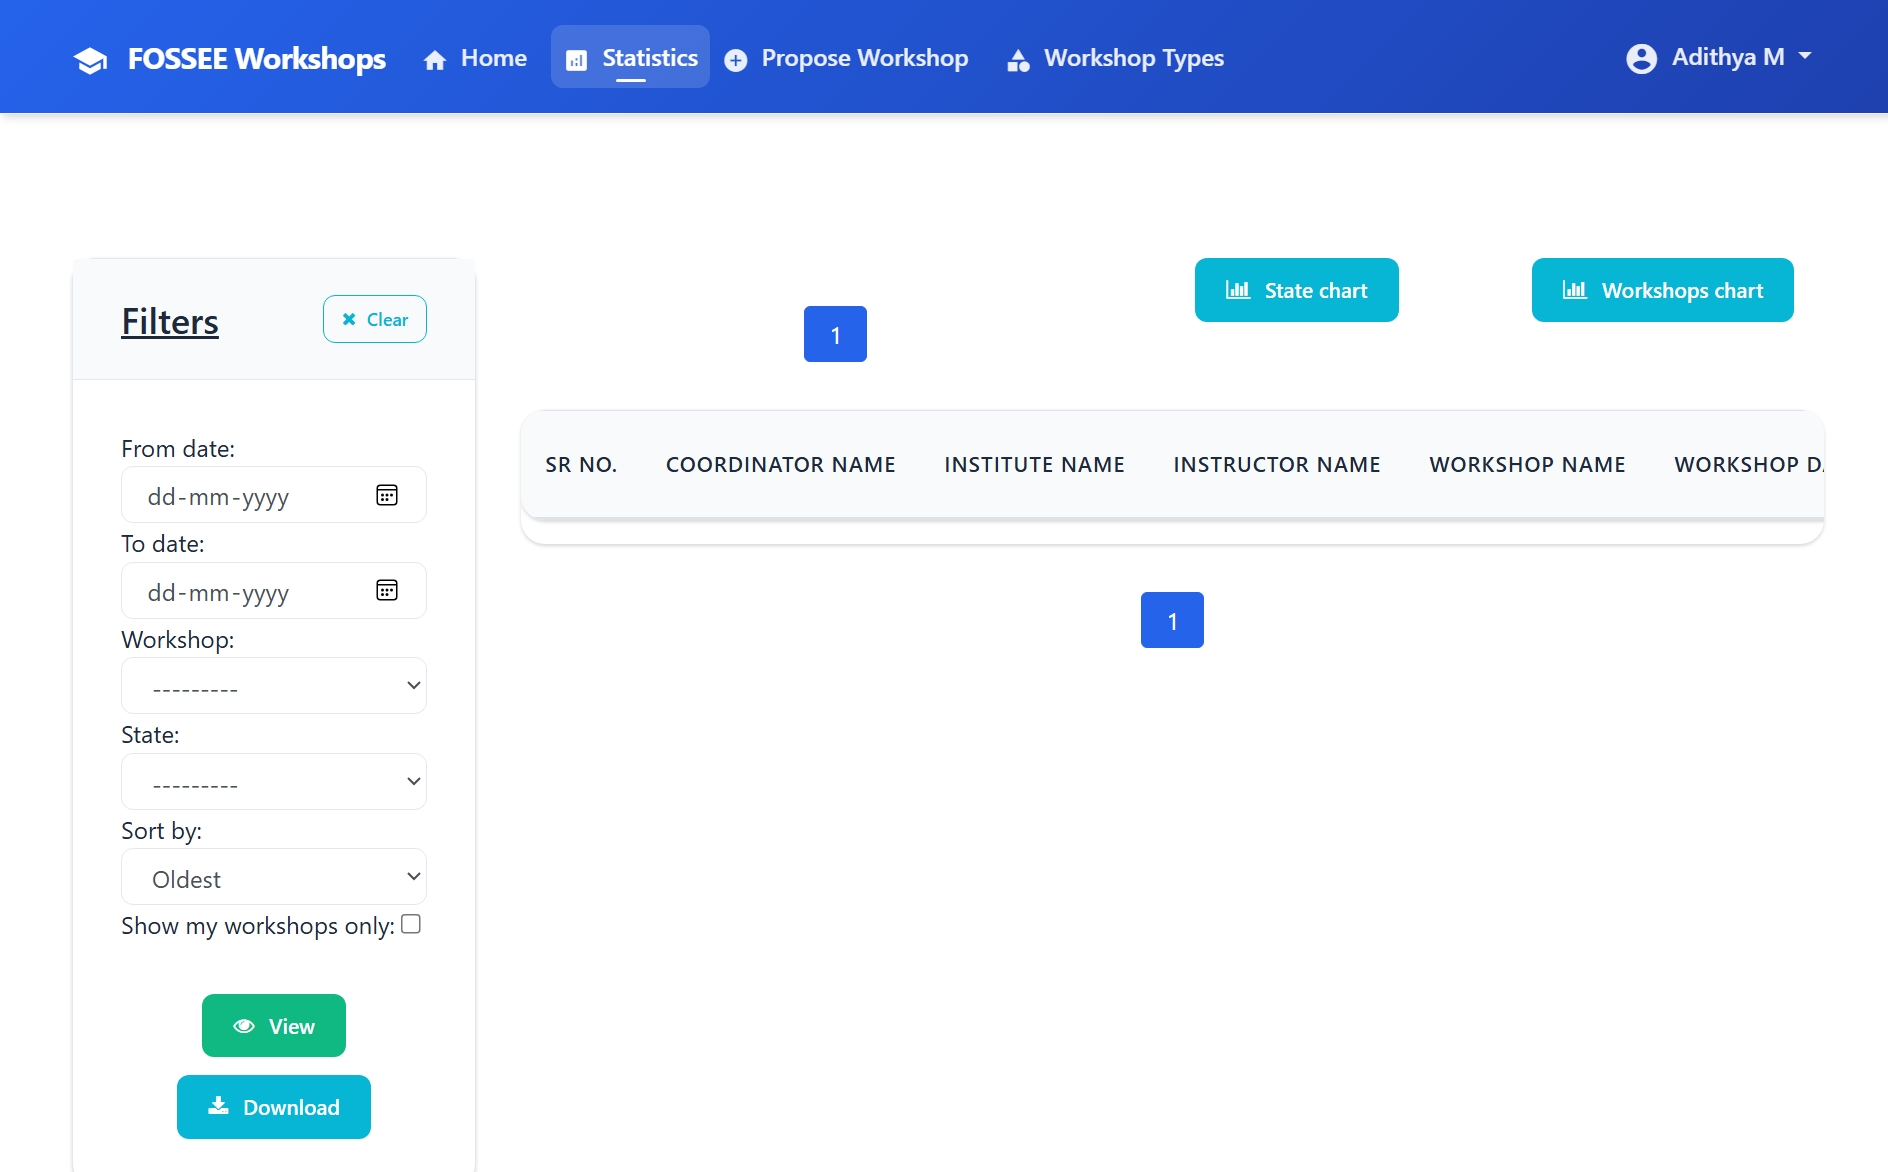 FOSSEE Workshops Home Statistics Propose Workshop Workshop Types Adithya M
Filters
Clear
From date:
dd-mm-yyyy
To date:
dd-mm-yyyy
Workshop:
---------
State:
---------
Sort by:
Oldest
Show my workshops only:
View
Download
State chart Workshops chart
1
SR NO. COORDINATOR NAME INSTITUTE NAME INSTRUCTOR NAME WORKSHOP NAME WORKSHOP
1